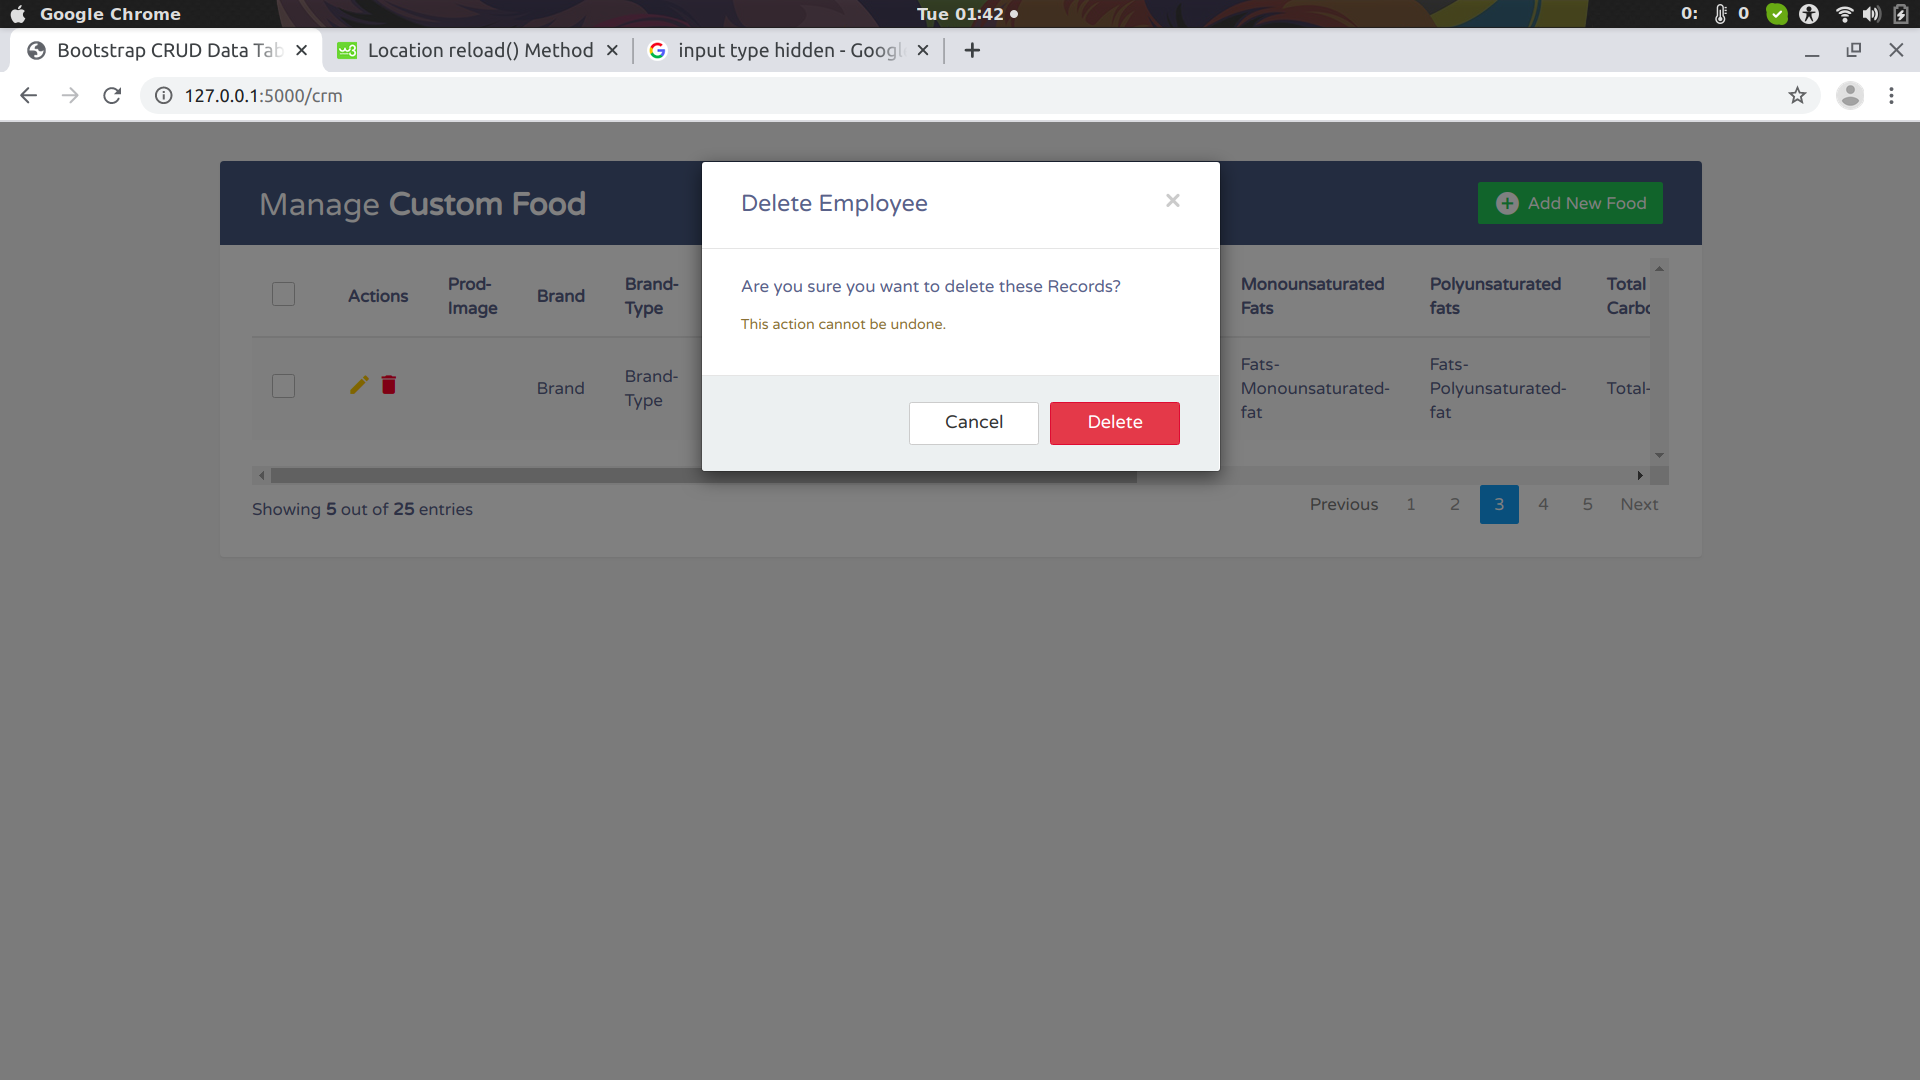 Google Chrome
Tue 01:42
0: 0
Bootstrap CRUD Data Tab
Location reload() Method
input type hidden - Googl
127.0.0.1:5000/crm
Manage Custom Food
Add New Food
Delete Employee
×
Are you sure you want to delete these Records?
This action cannot be undone.
Cancel
Delete
Actions
Prod-
Image
Brand
Brand-
Type
Monounsaturated
Fats
Polyunsaturated
fats
Total
Carbo
Brand
Brand-
Type
Fats-
Monounsaturated-
fat
Fats-
Polyunsaturated-
fat
Total-
Showing 5 out of 25 entries
Previous 1 2 3 4 5 Next